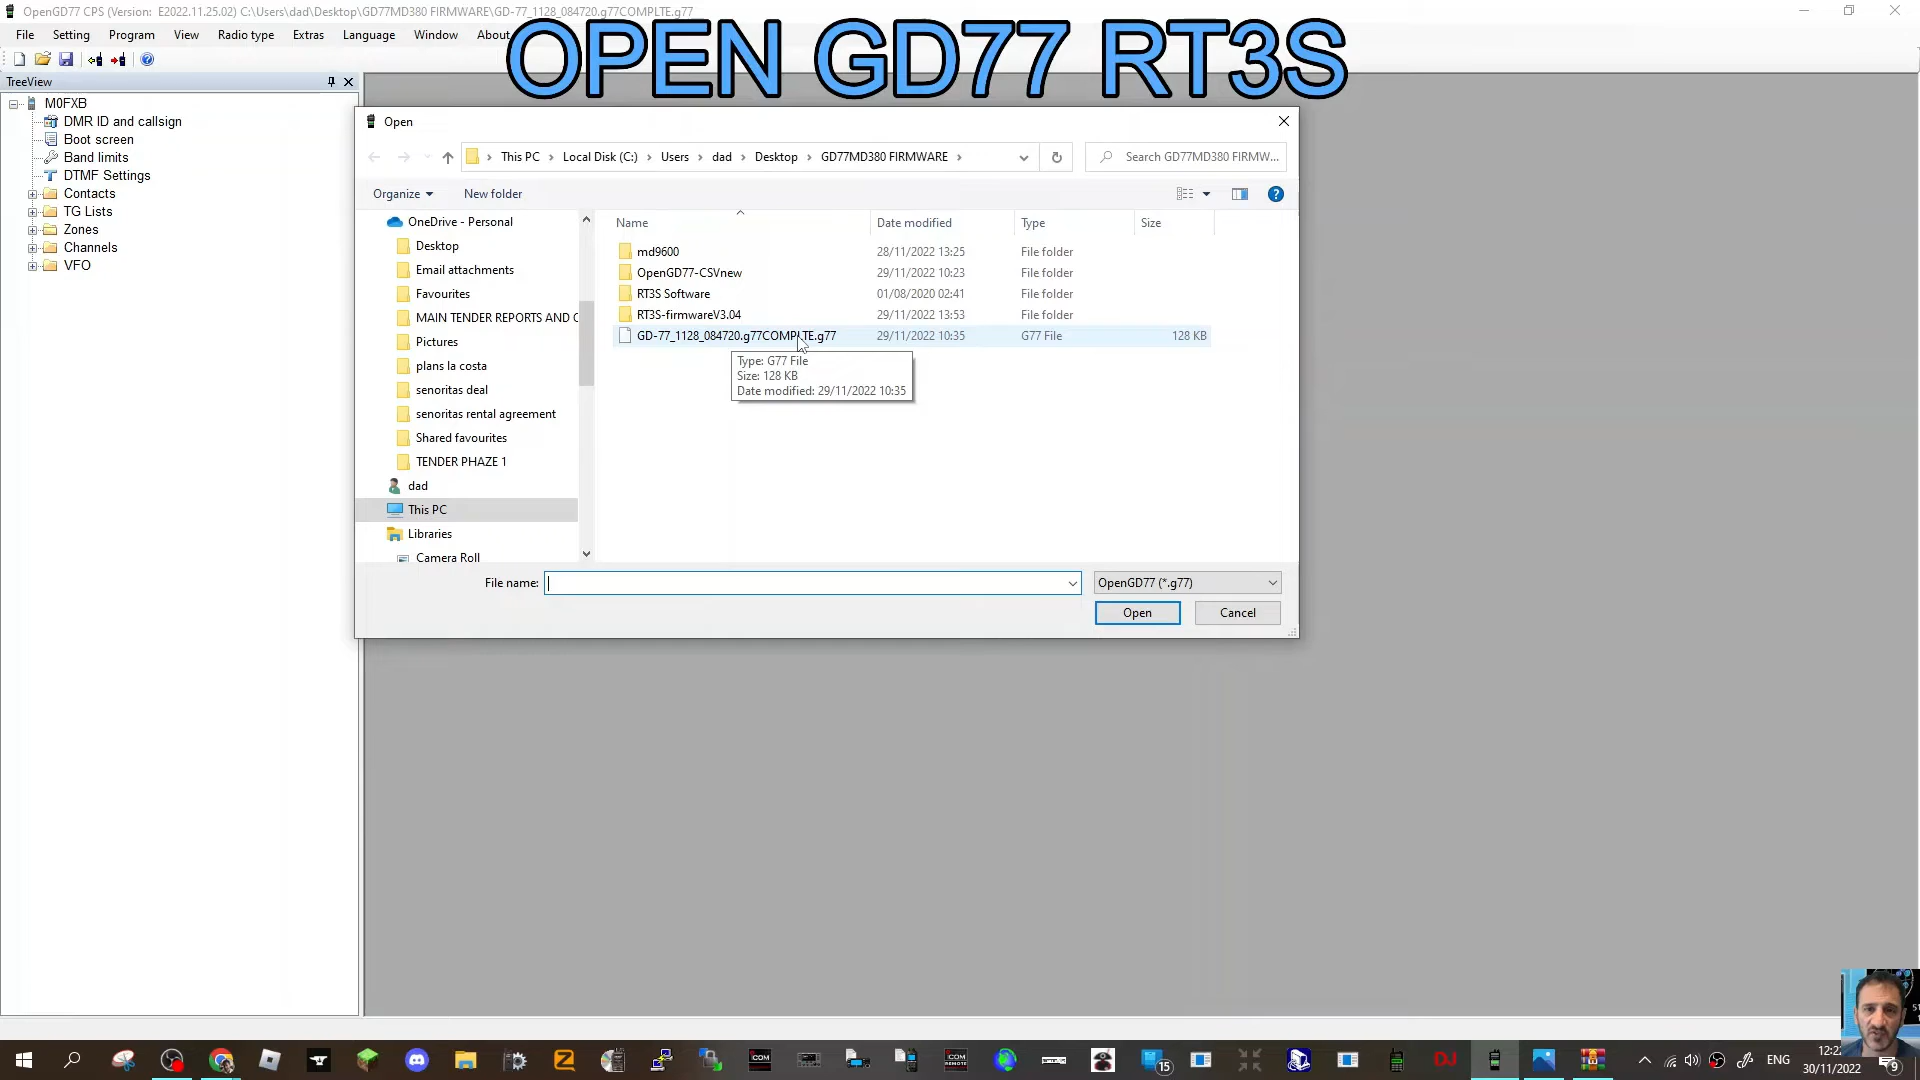 OpenGD77 CPS (Version: E2022.11.25.02) C:\Users\dad\Desktop\GD77MD380 FIRMWARE\GD-77_1128_084720.g77COMPLTE.g77
OPEN GD77 RT3S
File Setting Program View Radio type Extras Language Window About
TreeView
M0FXB
DMR ID and callsign
Boot screen
Band limits
DTMF Settings
Contacts
TG Lists
Zones
Channels
VFO
Open
This PC > Local Disk (C:) > Users > dad > Desktop > GD77MD380 FIRMWARE >
Search GD77MD380 FIRMW...
Organize New folder
OneDrive - Personal
Desktop
Email attachments
Favourites
MAIN TENDER REPORTS AND C
Pictures
plans la costa
senoritas deal
senoritas rental agreement
Shared favourites
TENDER PHAZE 1
dad
This PC
Libraries
Camera Roll
Name Date modified Type Size
md9600 28/11/2022 13:25 File folder
OpenGD77-CSVnew 29/11/2022 10:23 File folder
RT3S Software 01/08/2020 02:41 File folder
RT3S-firmwareV3.04 29/11/2022 13:53 File folder
GD-77_1128_084720.g77COMPLTE.g77 29/11/2022 10:35 G77 File 128 KB
Type: G77 File
Size: 128 KB
Date modified: 29/11/2022 10:35
File name: OpenGD77 (*.g77)
Open Cancel
ICOM
ICOM
15
DJ
ENG
12:22
30/11/2022
9